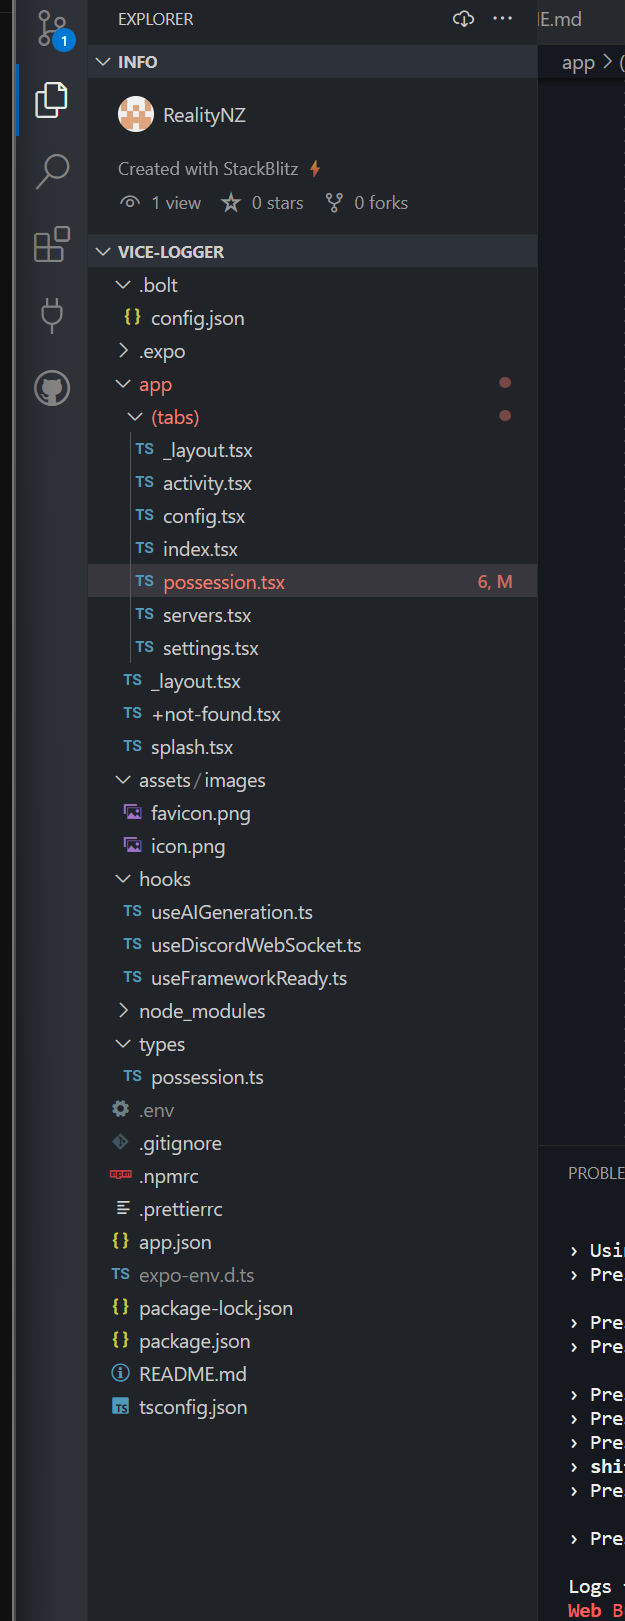 EXPLORER
E.md
INFO
app > (
RealityNZ
Created with StackBlitz
1 view 0 stars 0 forks
1
VICE-LOGGER
.bolt
{} config.json
.expo
app
(tabs)
TS _layout.tsx
TS activity.tsx
TS config.tsx
TS index.tsx
TS possession.tsx 6, M
TS servers.tsx
TS settings.tsx
TS _layout.tsx
TS +not-found.tsx
TS splash.tsx
assets/images
favicon.png
icon.png
hooks
TS useAIGeneration.ts
TS useDiscordWebSocket.ts
TS useFrameworkReady.ts
node_modules
types
TS possession.ts
.env
.gitignore
npm .npmrc
.prettierrc
{} app.json
TS expo-env.d.ts
{} package-lock.json
{} package.json
README.md
TS tsconfig.json
PROBLE
› Usin
› Pre
› Pre
› Pre
› Pre
› Pre
› Pre
› shi
› Pre
› Pre
Logs
Web B